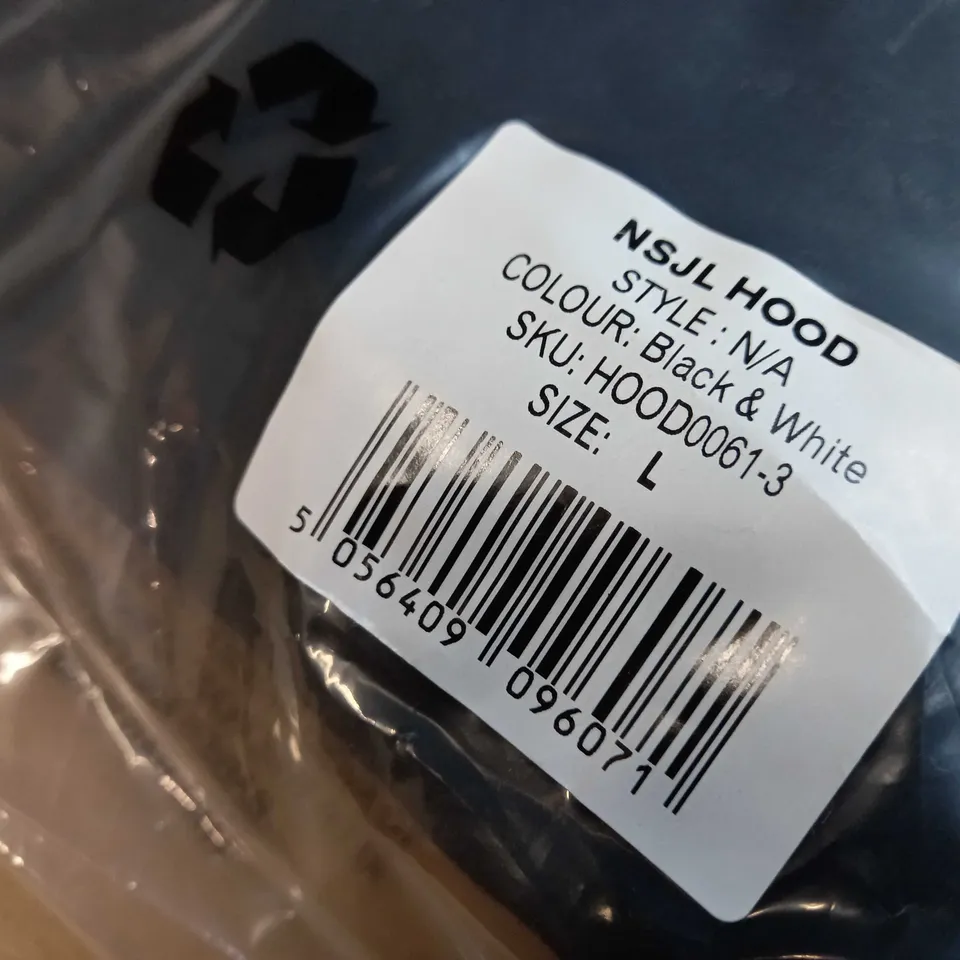 NSJL HOOD
STYLE : N/A
COLOUR: Black & White
SKU: HOOD0061-3
SIZE: L
5 056409 096071